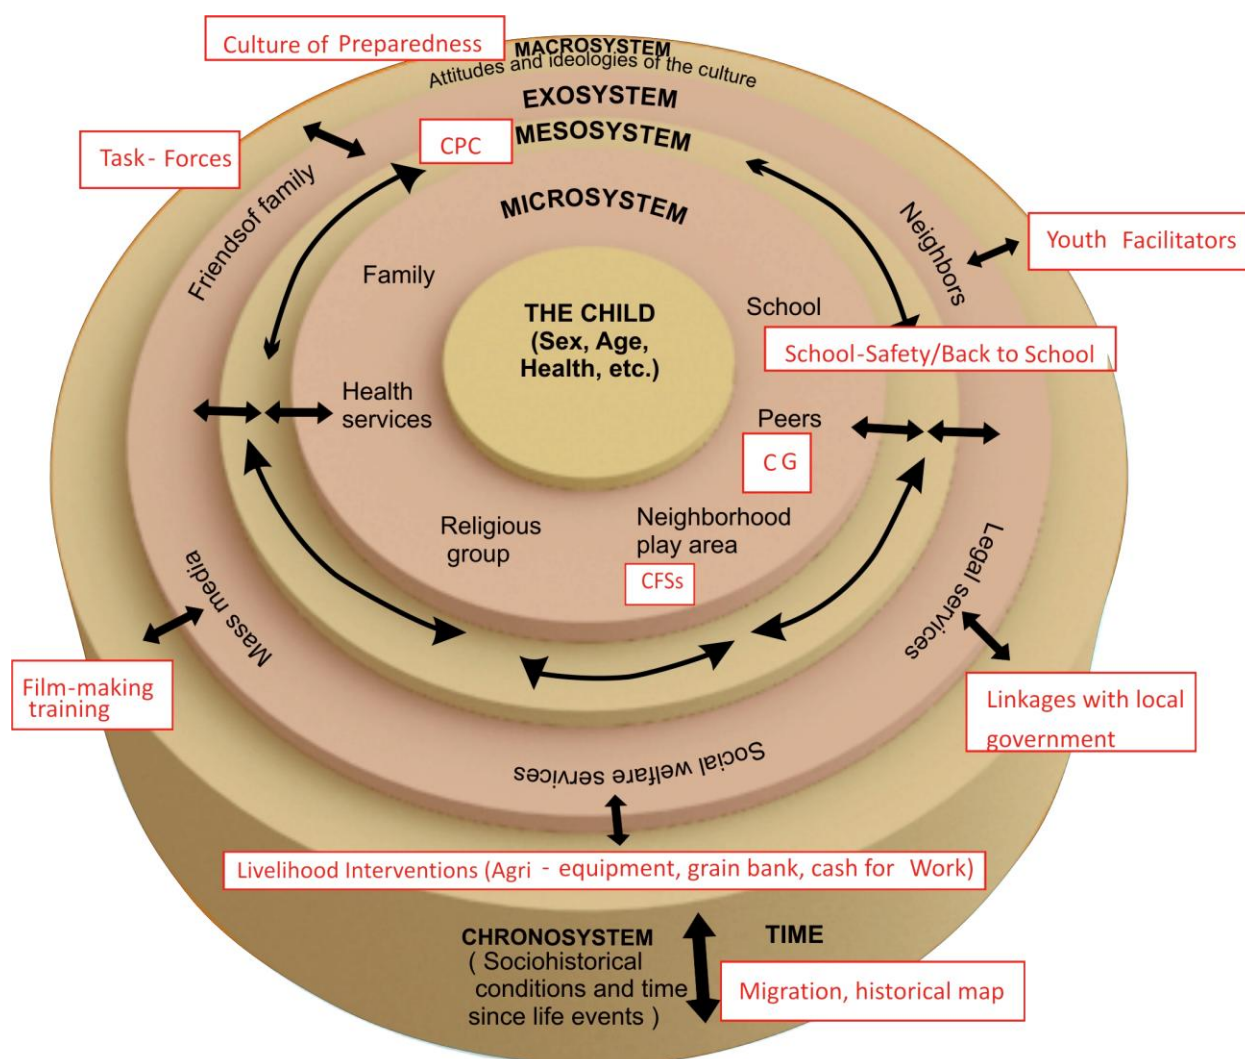 Culture of Preparedness
MACROSYSTEM
Attitudes and ideologies of the culture
EXOSYSTEM
MESOSYSTEM
CPC
Task- Forces
Friendsof family
MICROSYSTEM
Neighbors
Youth Facilitators
Family
THE CHILD
(Sex, Age,
Health, etc.)
School
School-Safety/Back to School
Health
services
Peers
C G
Religious
group
Neighborhood
play area
CFSs
Mass media
Legal services
Film-making
training
Linkages with local
government
Social welfare services
Livelihood Interventions (Agri - equipment, grain bank, cash for Work)
CHRONOSYSTEM
( Sociohistorical
conditions and time
since life events )
TIME
Migration, historical map